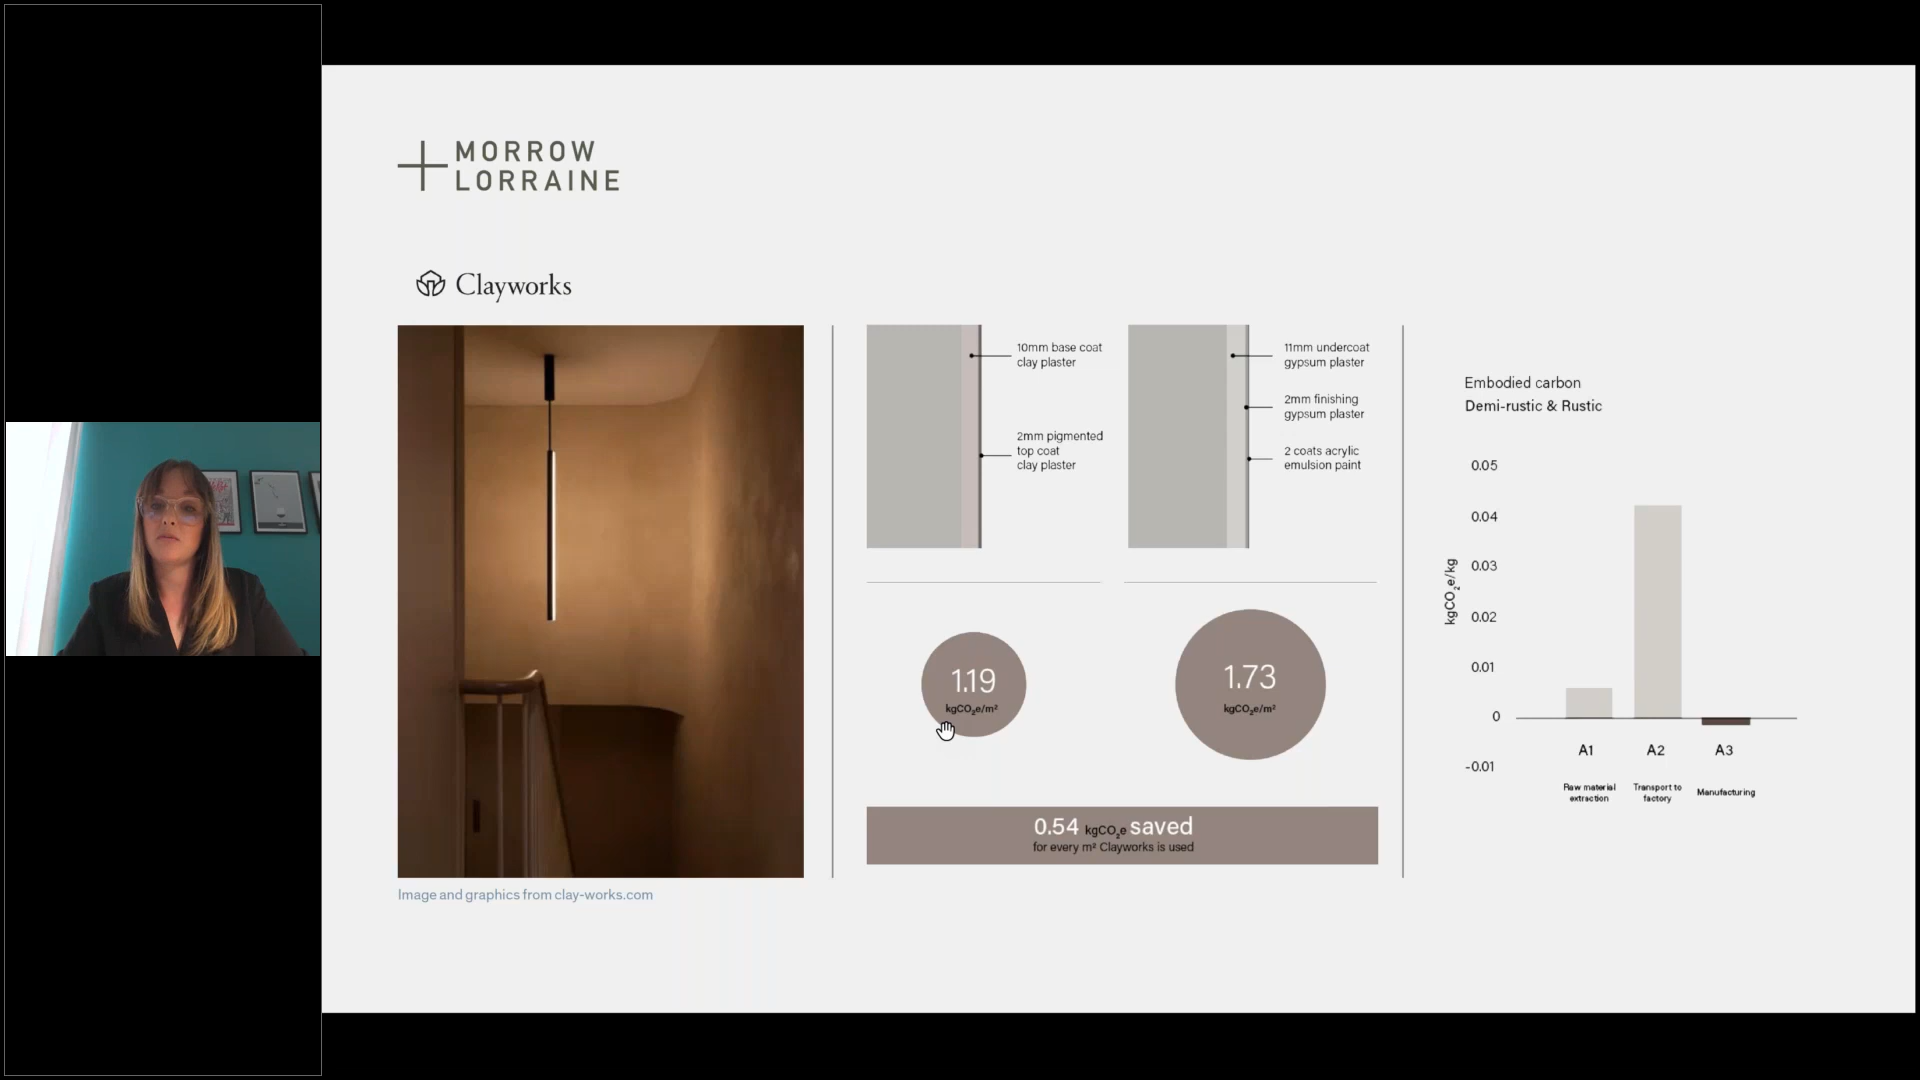 MORROW
LORRAINE
Clayworks
Image and graphics from clay-works.com
10mm base coat
clay plaster
2mm pigmented
top coat
clay plaster
11mm undercoat
gypsum plaster
2mm finishing
gypsum plaster
2 coats acrylic
emulsion paint
1.19
kgCO₂e/m²
1.73
kgCO₂e/m²
0.54 kgCO₂e saved
for every m² Clayworks is used
Embodied carbon
Demi-rustic & Rustic
kgCO₂e/kg
0.05
0.04
0.03
0.02
0.01
0
-0.01
A1
A2
A3
Raw material
extraction
Transport to
factory
Manufacturing